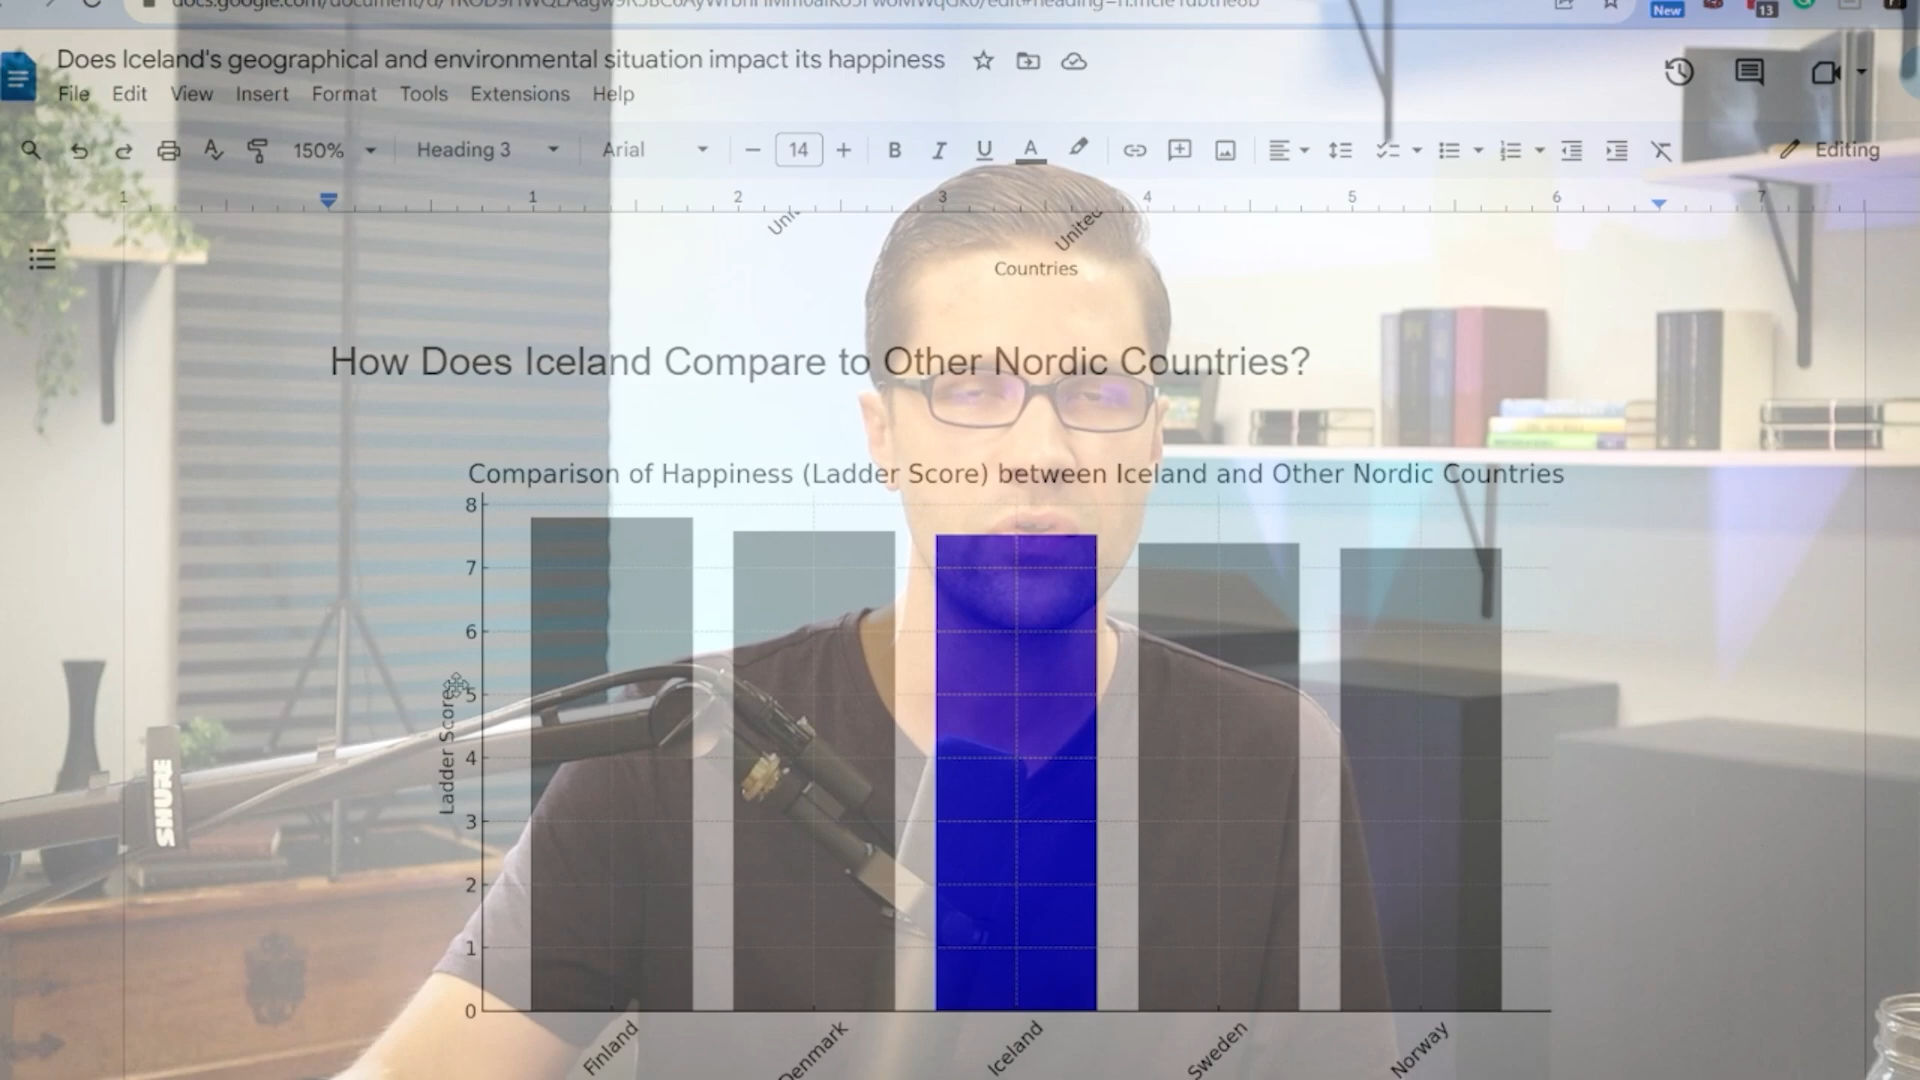 New
13
Does Iceland's geographical and environmental situation impact its happiness
File Edit View Insert Format Tools Extensions Help
150% Heading 3 Arial 14 B I U A Editing
1 1 2 3 4 5 6 7
United
Countries
How Does Iceland Compare to Other Nordic Countries?
Comparison of Happiness (Ladder Score) between Iceland and Other Nordic Countries
8
7
6
5
4
3
2
1
0
Ladder Score
Finland Denmark Iceland Sweden Norway
SHURE